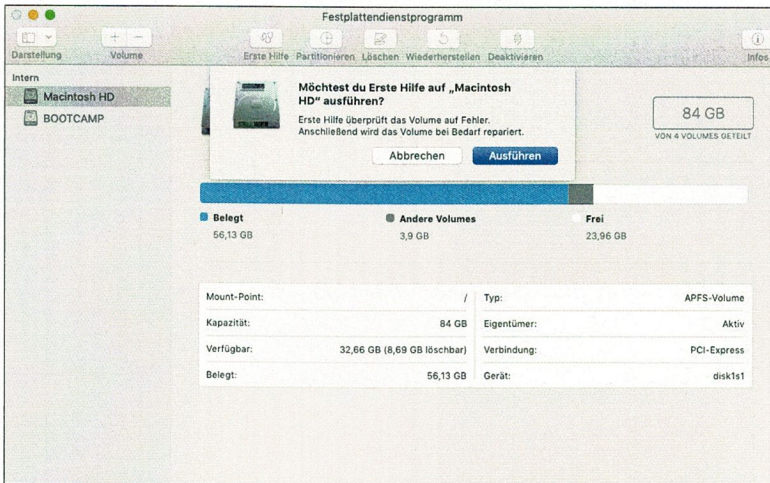 Festplattendienstprogramm
Darstellung
Volume
Erste Hilfe
Partitionieren
Löschen
Wiederherstellen
Deaktivieren
Infos
Intern
Macintosh HD
BOOTCAMP
Möchtest du Erste Hilfe auf „Macintosh
HD“ ausführen?
Erste Hilfe überprüft das Volume auf Fehler.
Anschließend wird das Volume bei Bedarf repariert.
Abbrechen
Ausführen
84 GB
VON 4 VOLUMES GETEILT
Belegt
56,13 GB
Andere Volumes
3,9 GB
Frei
23,96 GB
Mount-Point: /
Kapazität: 84 GB
Verfügbar: 32,66 GB (8,69 GB löschbar)
Belegt: 56,13 GB
Typ: APFS-Volume
Eigentümer: Aktiv
Verbindung: PCI-Express
Gerät: disk1s1